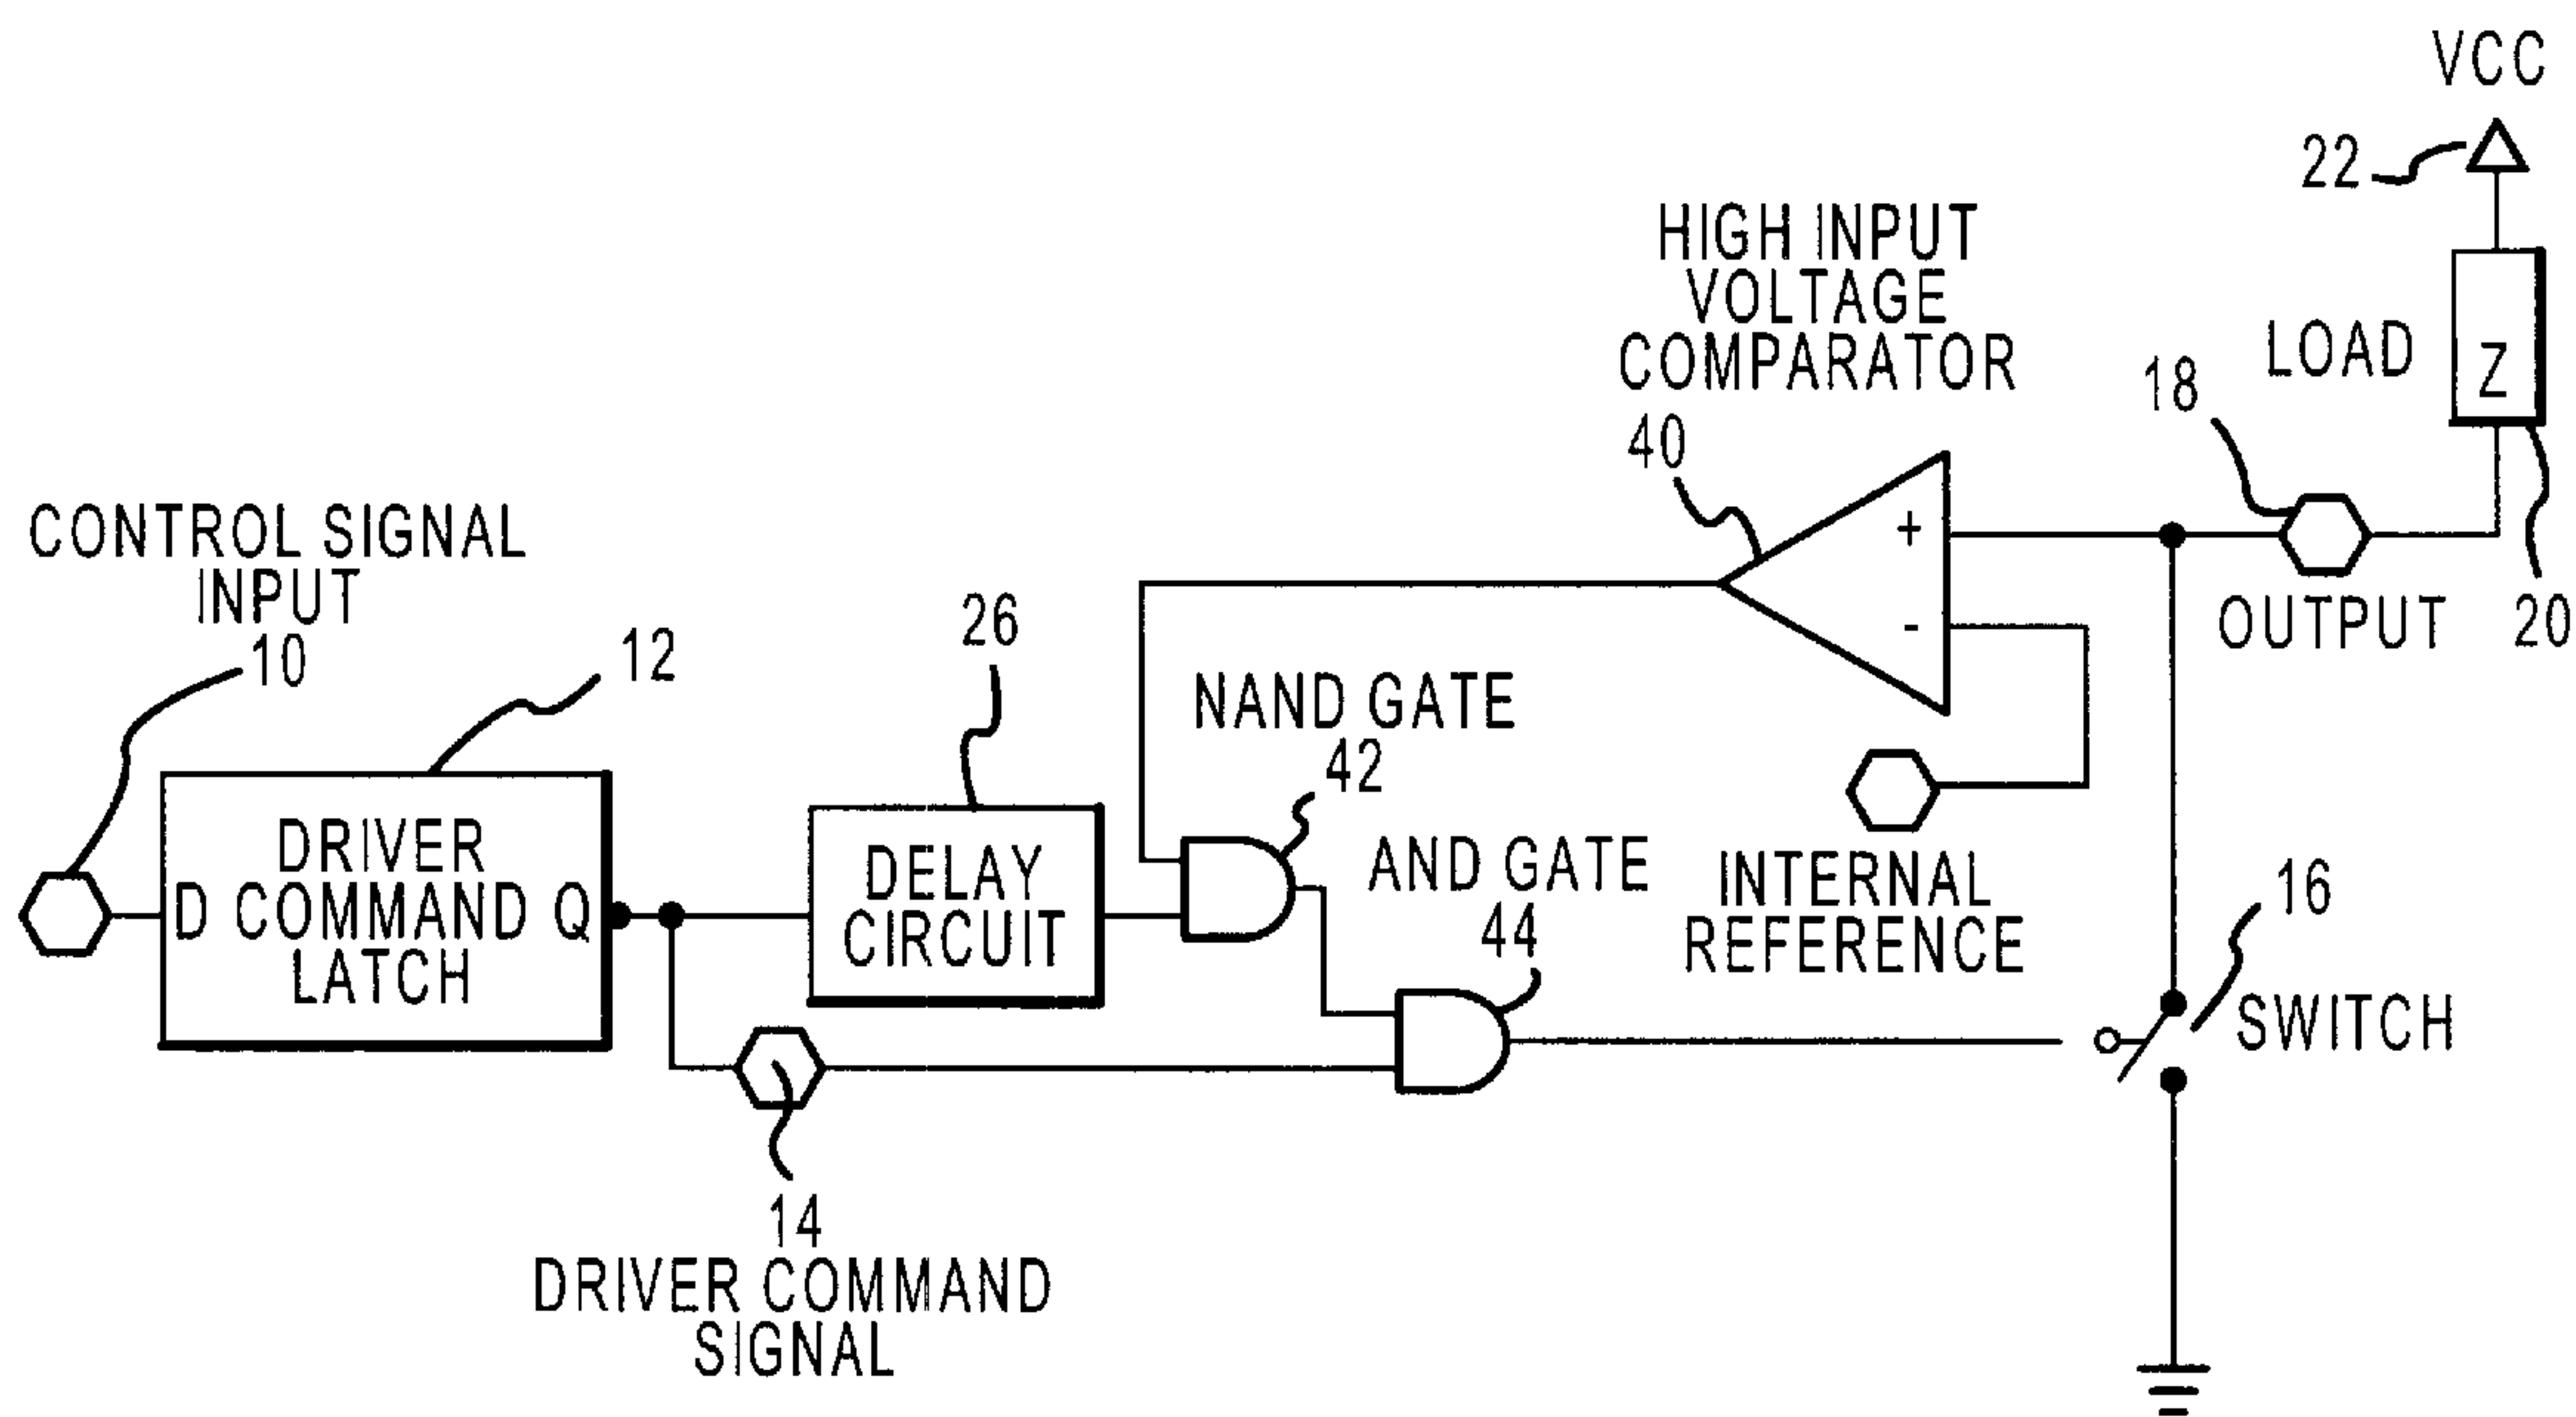 VCC
22
HIGH INPUT
VOLTAGE
COMPARATOR
40
LOAD
Z
18
OUTPUT
20
+
-
CONTROL SIGNAL
INPUT
10
12
26
NAND GATE
42
DRIVER
D COMMAND Q
LATCH
DELAY
CIRCUIT
AND GATE
44
INTERNAL
REFERENCE
16
SWITCH
14
DRIVER COMMAND
SIGNAL